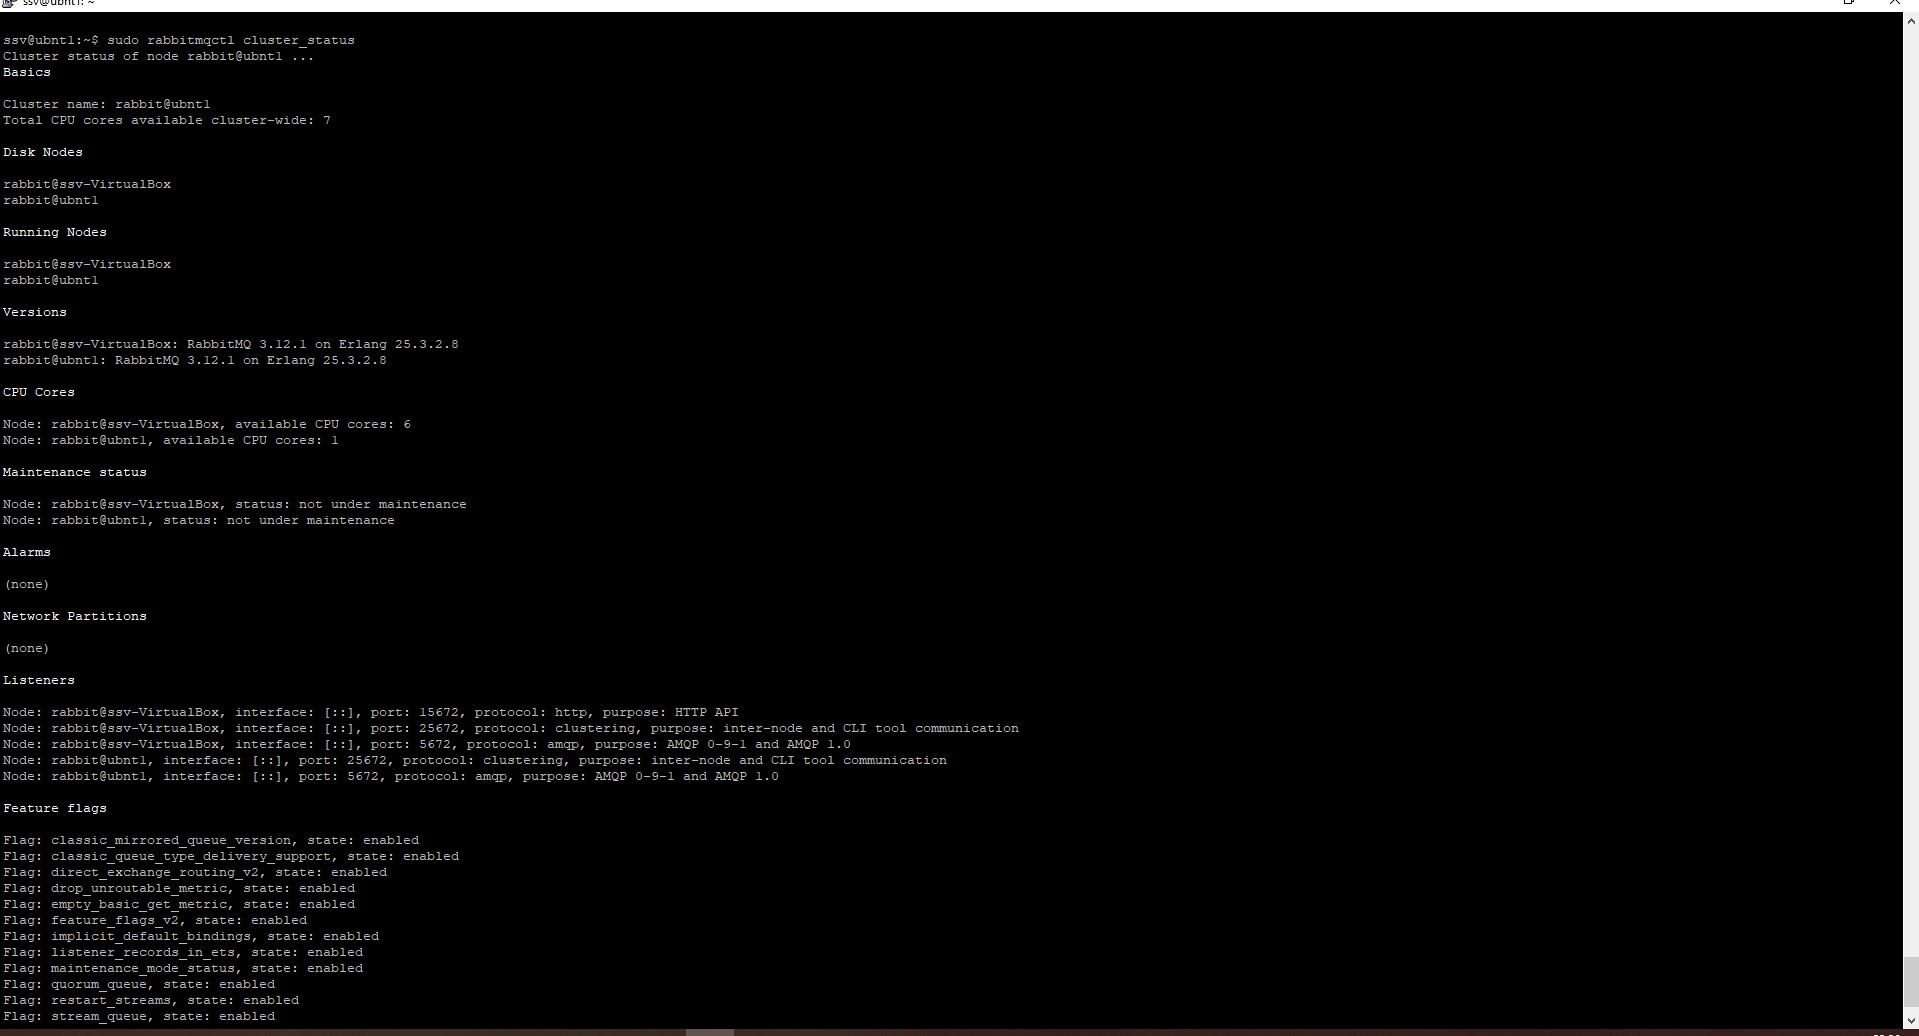 ssv@ubnt1: ~
ssv@ubnt1:~$ sudo rabbitmqctl cluster_status
Cluster status of node rabbit@ubnt1 ...
Basics
Cluster name: rabbit@ubnt1
Total CPU cores available cluster-wide: 7
Disk Nodes
rabbit@ssv-VirtualBox
rabbit@ubnt1
Running Nodes
rabbit@ssv-VirtualBox
rabbit@ubnt1
Versions
rabbit@ssv-VirtualBox: RabbitMQ 3.12.1 on Erlang 25.3.2.8
rabbit@ubnt1: RabbitMQ 3.12.1 on Erlang 25.3.2.8
CPU Cores
Node: rabbit@ssv-VirtualBox, available CPU cores: 6
Node: rabbit@ubnt1, available CPU cores: 1
Maintenance status
Node: rabbit@ssv-VirtualBox, status: not under maintenance
Node: rabbit@ubnt1, status: not under maintenance
Alarms
(none)
Network Partitions
(none)
Listeners
Node: rabbit@ssv-VirtualBox, interface: [::], port: 15672, protocol: http, purpose: HTTP API
Node: rabbit@ssv-VirtualBox, interface: [::], port: 25672, protocol: clustering, purpose: inter-node and CLI tool communication
Node: rabbit@ssv-VirtualBox, interface: [::], port: 5672, protocol: amqp, purpose: AMQP 0-9-1 and AMQP 1.0
Node: rabbit@ubnt1, interface: [::], port: 25672, protocol: clustering, purpose: inter-node and CLI tool communication
Node: rabbit@ubnt1, interface: [::], port: 5672, protocol: amqp, purpose: AMQP 0-9-1 and AMQP 1.0
Feature flags
Flag: classic_mirrored_queue_version, state: enabled
Flag: classic_queue_type_delivery_support, state: enabled
Flag: direct_exchange_routing_v2, state: enabled
Flag: drop_unroutable_metric, state: enabled
Flag: empty_basic_get_metric, state: enabled
Flag: feature_flags_v2, state: enabled
Flag: implicit_default_bindings, state: enabled
Flag: listener_records_in_ets, state: enabled
Flag: maintenance_mode_status, state: enabled
Flag: quorum_queue, state: enabled
Flag: restart_streams, state: enabled
Flag: stream_queue, state: enabled